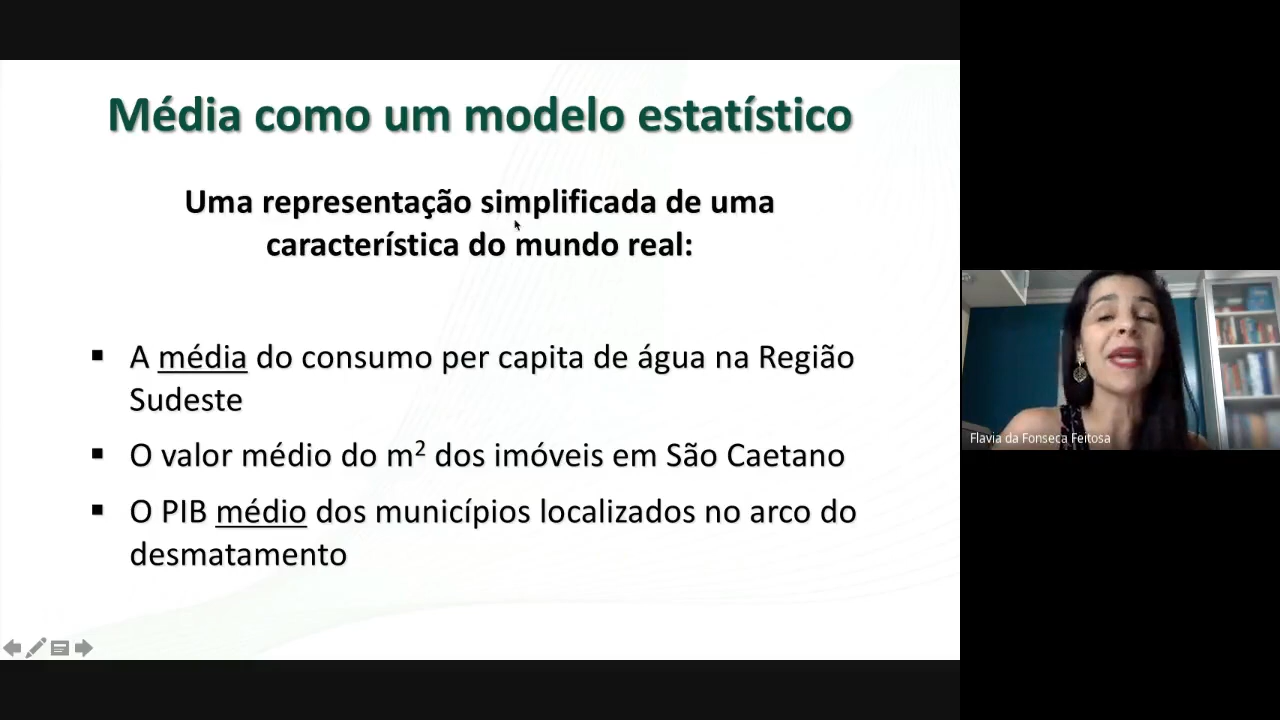 Média como um modelo estatístico
Uma representação simplificada de uma
característica do mundo real:
▪ A média do consumo per capita de água na Região
Sudeste
▪ O valor médio do m² dos imóveis em São Caetano
▪ O PIB médio dos municípios localizados no arco do
desmatamento
Flavia da Fonseca Feitosa